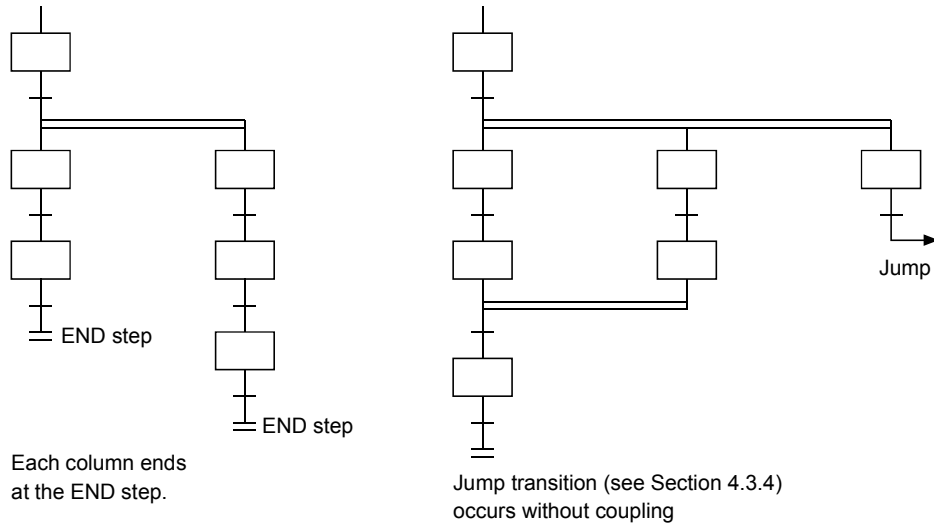 Jump
END step
END step
Each column ends
at the END step.
Jump transition (see Section 4.3.4)
occurs without coupling